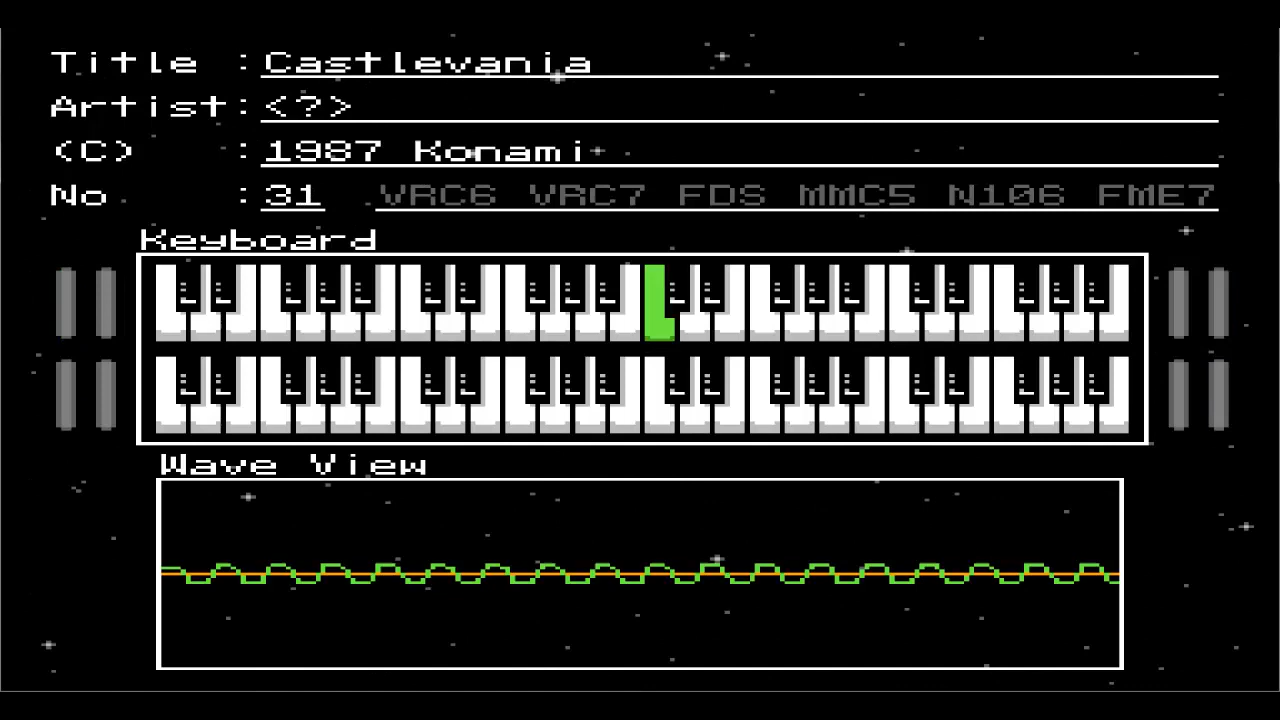 Title : Castlevania
Artist: <?>
(C) : 1987 Konami
No : 31 VRC6 VRC7 FDS MMC5 N106 FME7
Keyboard
Wave View